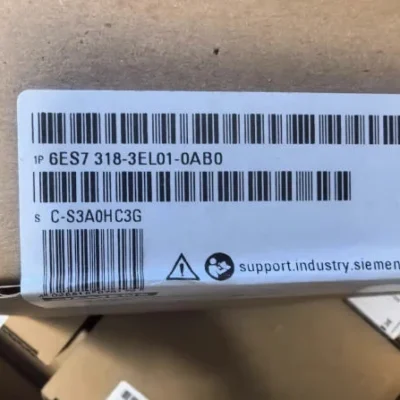 1P 6ES7 318-3EL01-0AB0
S C-S3A0HC3G
support.industry.siemen